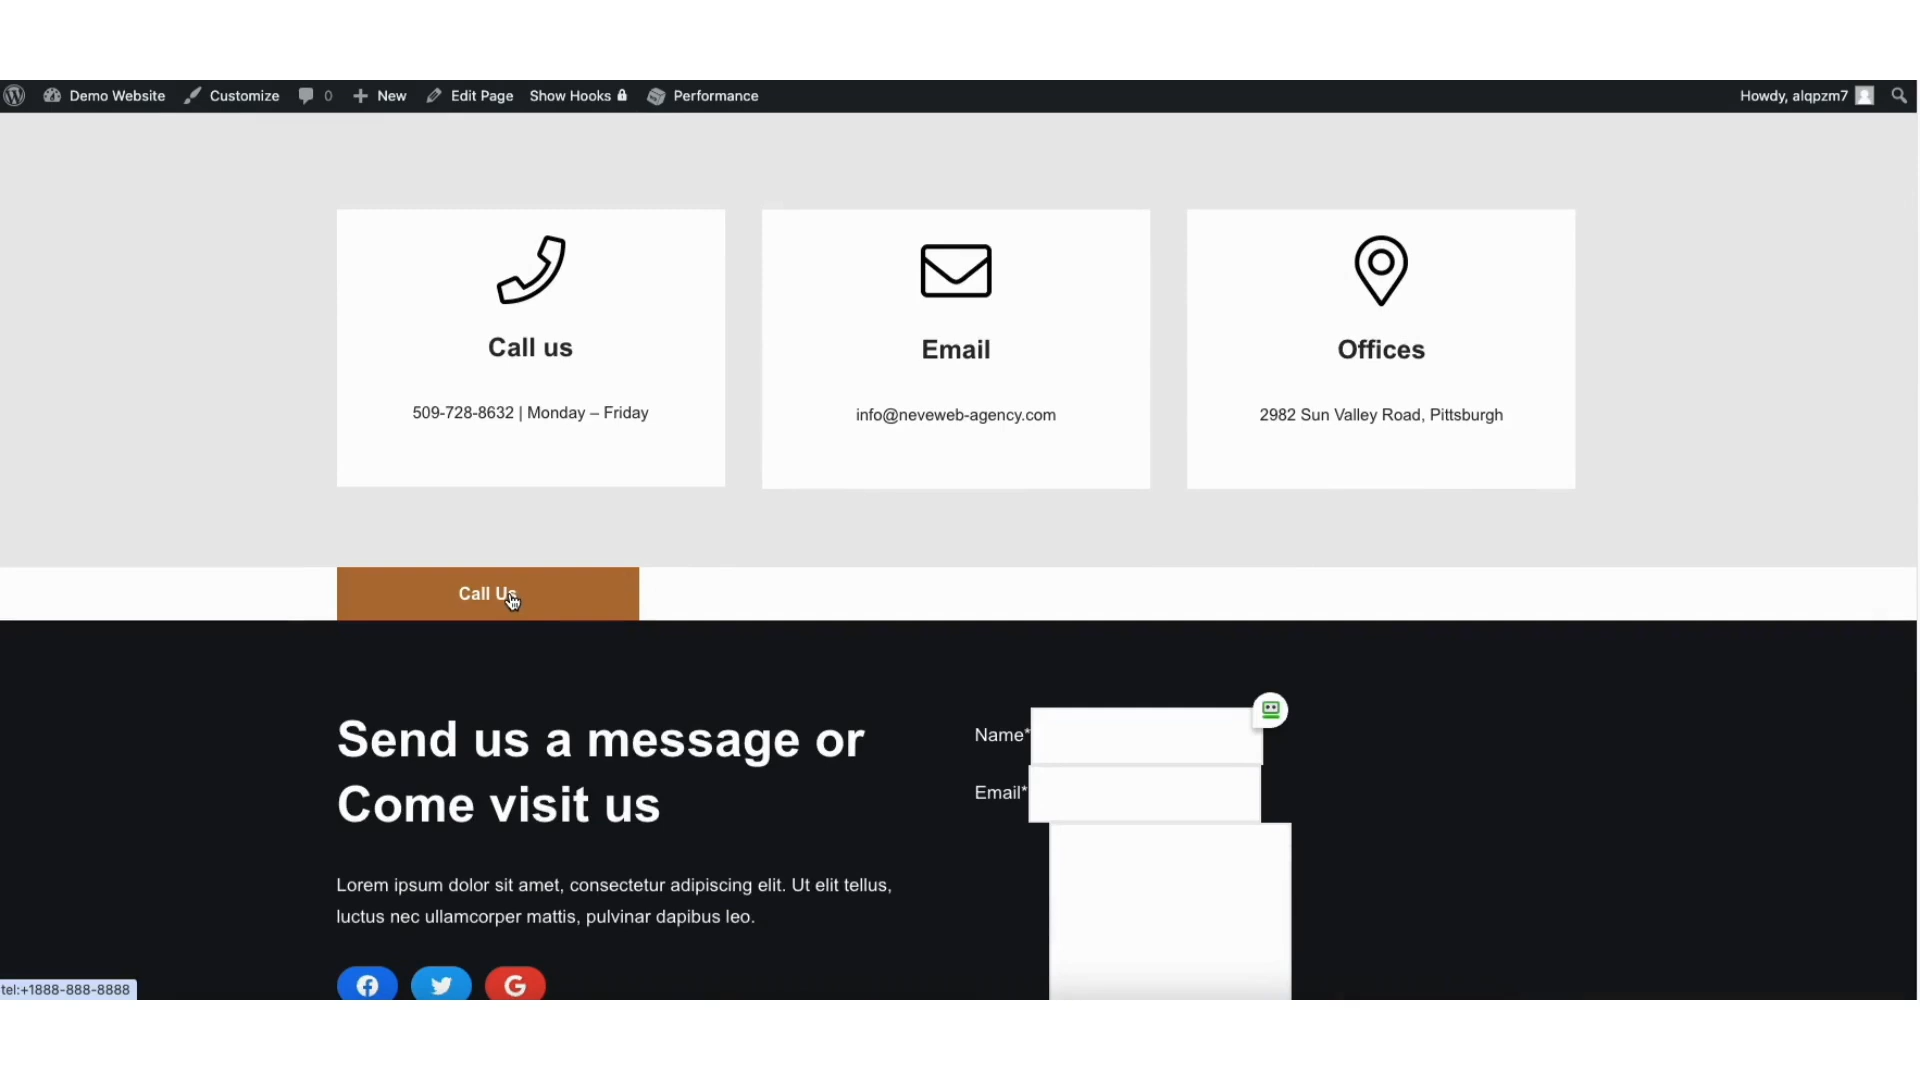 Demo Website Customize 0 New Edit Page Show Hooks Performance Howdy, alqpzm7
Call us
509-728-8632 | Monday – Friday
Email
info@neveweb-agency.com
Offices
2982 Sun Valley Road, Pittsburgh
Call Us
Send us a message or
Come visit us
Lorem ipsum dolor sit amet, consectetur adipiscing elit. Ut elit tellus,
luctus nec ullamcorper mattis, pulvinar dapibus leo.
Name*
Email*
tel:+1888-888-8888